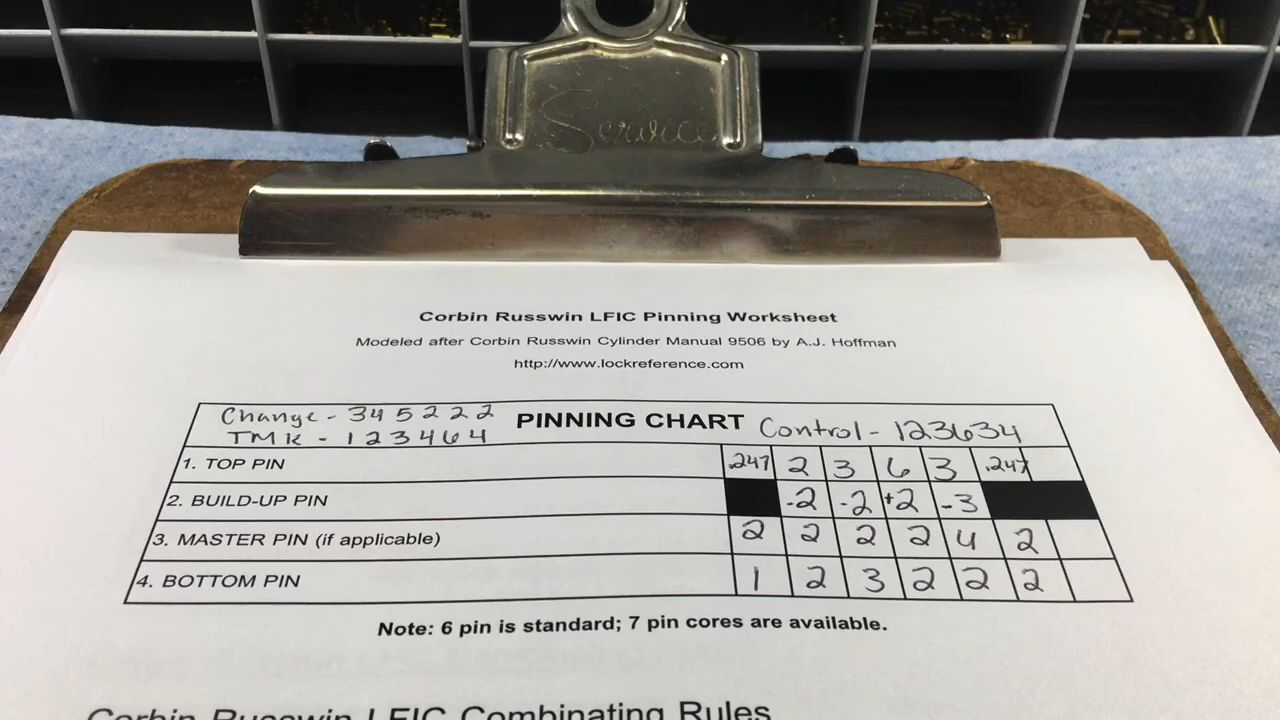 Service
Corbin Russwin LFIC Pinning Worksheet
Modeled after Corbin Russwin Cylinder Manual 9506 by A.J. Hoffman
http://www.lockreference.com
Change - 345222
TMK - 123464
PINNING CHART
Control - 123634
1. TOP PIN .247 2 3 6 3 .247
2. BUILD-UP PIN -2 -2 +2 -3
3. MASTER PIN (if applicable) 2 2 2 2 4 2
4. BOTTOM PIN 1 2 3 2 2 2
Note: 6 pin is standard; 7 pin cores are available.
Corbin Russwin LFIC Combinating Rules